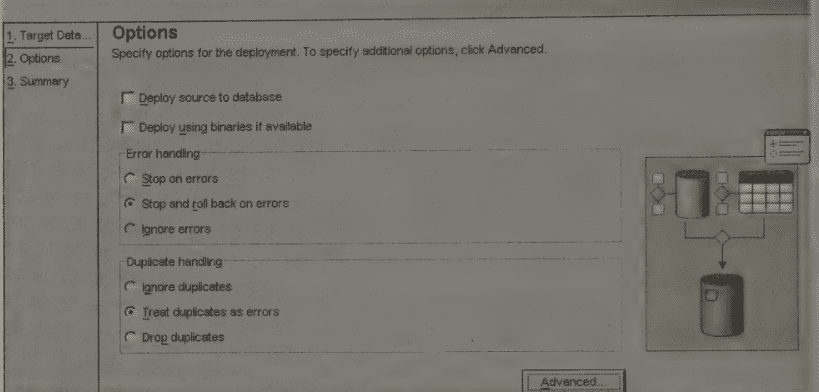 1. Target Data...
2. Options
3. Summary
Options
Specify options for the deployment. To specify additional options, click Advanced.
Deploy source to database
Deploy using binaries if available
Error handling
Stop on errors
Stop and roll back on errors
Ignore errors
Duplicate handling
Ignore duplicates
Treat duplicates as errors
Drop duplicates
Advanced...